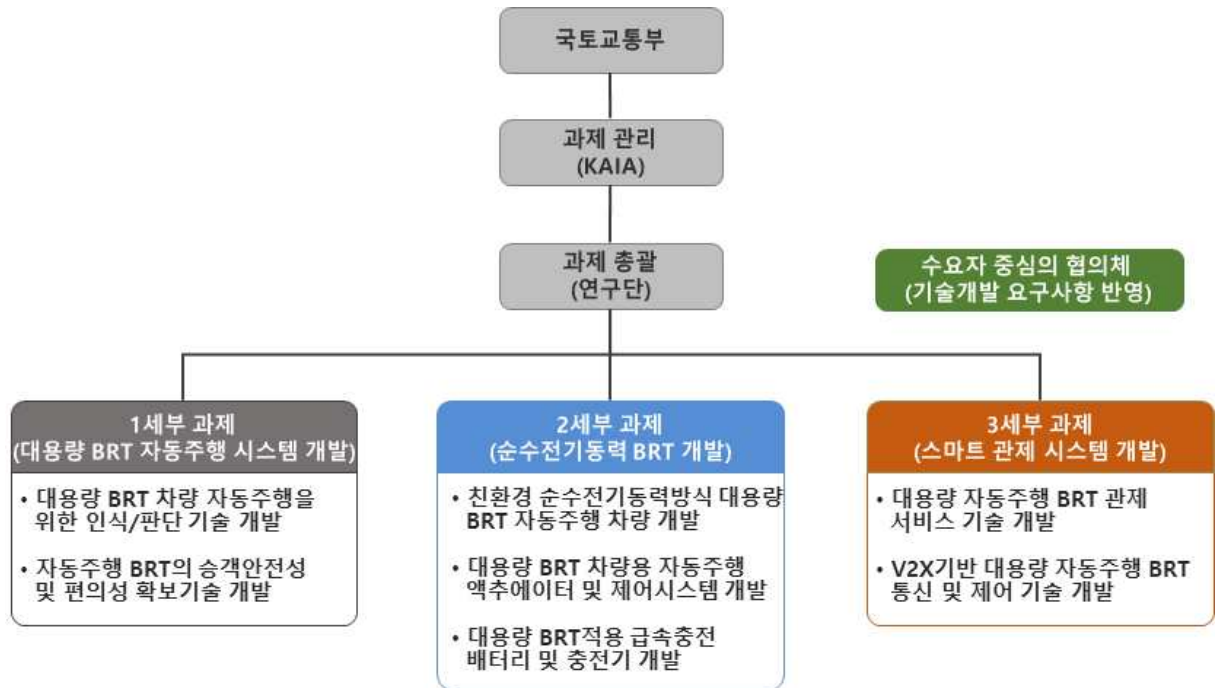 국토교통부
과제 관리
(KAIA)
과제 총괄
(연구단)
수요자 중심의 협의체
(기술개발 요구사항 반영)
1세부 과제
(대용량 BRT 자동주행 시스템 개발)
• 대용량 BRT 차량 자동주행을
위한 인식/판단 기술 개발
• 자동주행 BRT의 승객안전성
및 편의성 확보기술 개발
2세부 과제
(순수전기동력 BRT 개발)
• 친환경 순수전기동력방식 대용량
BRT 자동주행 차량 개발
• 대용량 BRT 차량용 자동주행
액추에이터 및 제어시스템 개발
• 대용량 BRT적용 급속충전
배터리 및 충전기 개발
3세부 과제
(스마트 관제 시스템 개발)
• 대용량 자동주행 BRT 관제
서비스 기술 개발
• V2X기반 대용량 자동주행 BRT
통신 및 제어 기술 개발